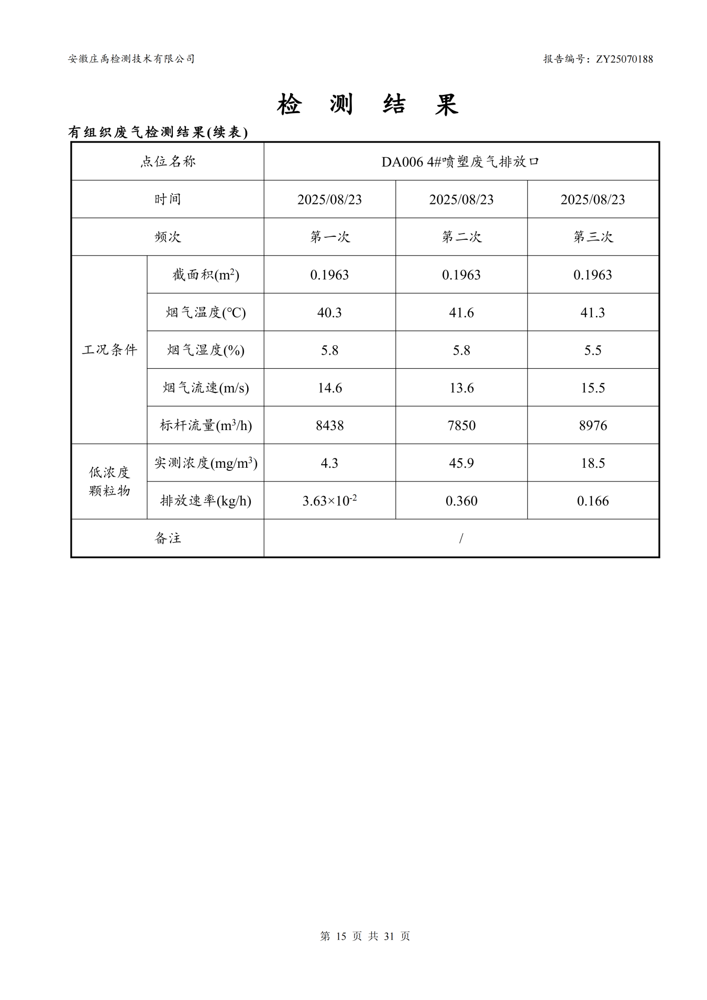 安徽庄禹检测技术有限公司 报告编号：ZY25070188
检 测 结 果
有组织废气检测结果(续表)
点位名称 DA006 4#喷塑废气排放口
时间 2025/08/23 2025/08/23 2025/08/23
频次 第一次 第二次 第三次
工况条件 截面积(m²) 0.1963 0.1963 0.1963
烟气温度(℃) 40.3 41.6 41.3
烟气湿度(%) 5.8 5.8 5.5
烟气流速(m/s) 14.6 13.6 15.5
标杆流量(m³/h) 8438 7850 8976
低浓度
颗粒物
实测浓度(mg/m³) 4.3 45.9 18.5
排放速率(kg/h) 3.63×10⁻² 0.360 0.166
备注 /
第 15 页 共 31 页